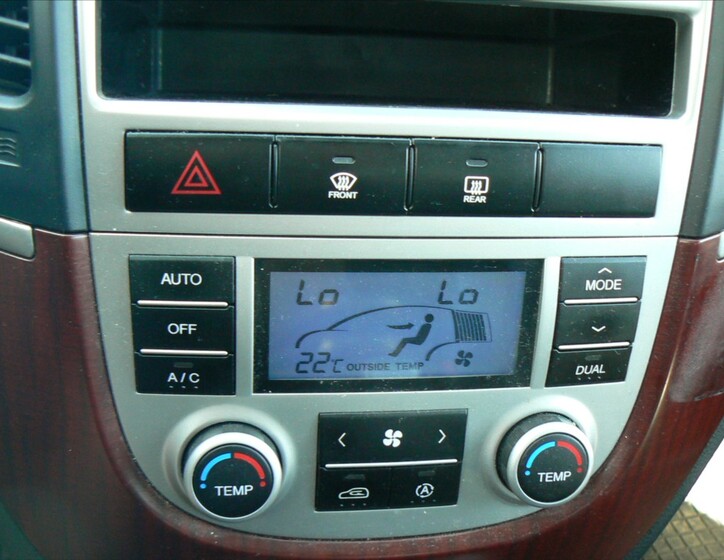 FRONT
REAR
AUTO
MODE
Lo Lo
OFF
22°C OUTSIDE TEMP
A/C
DUAL
TEMP
TEMP
A